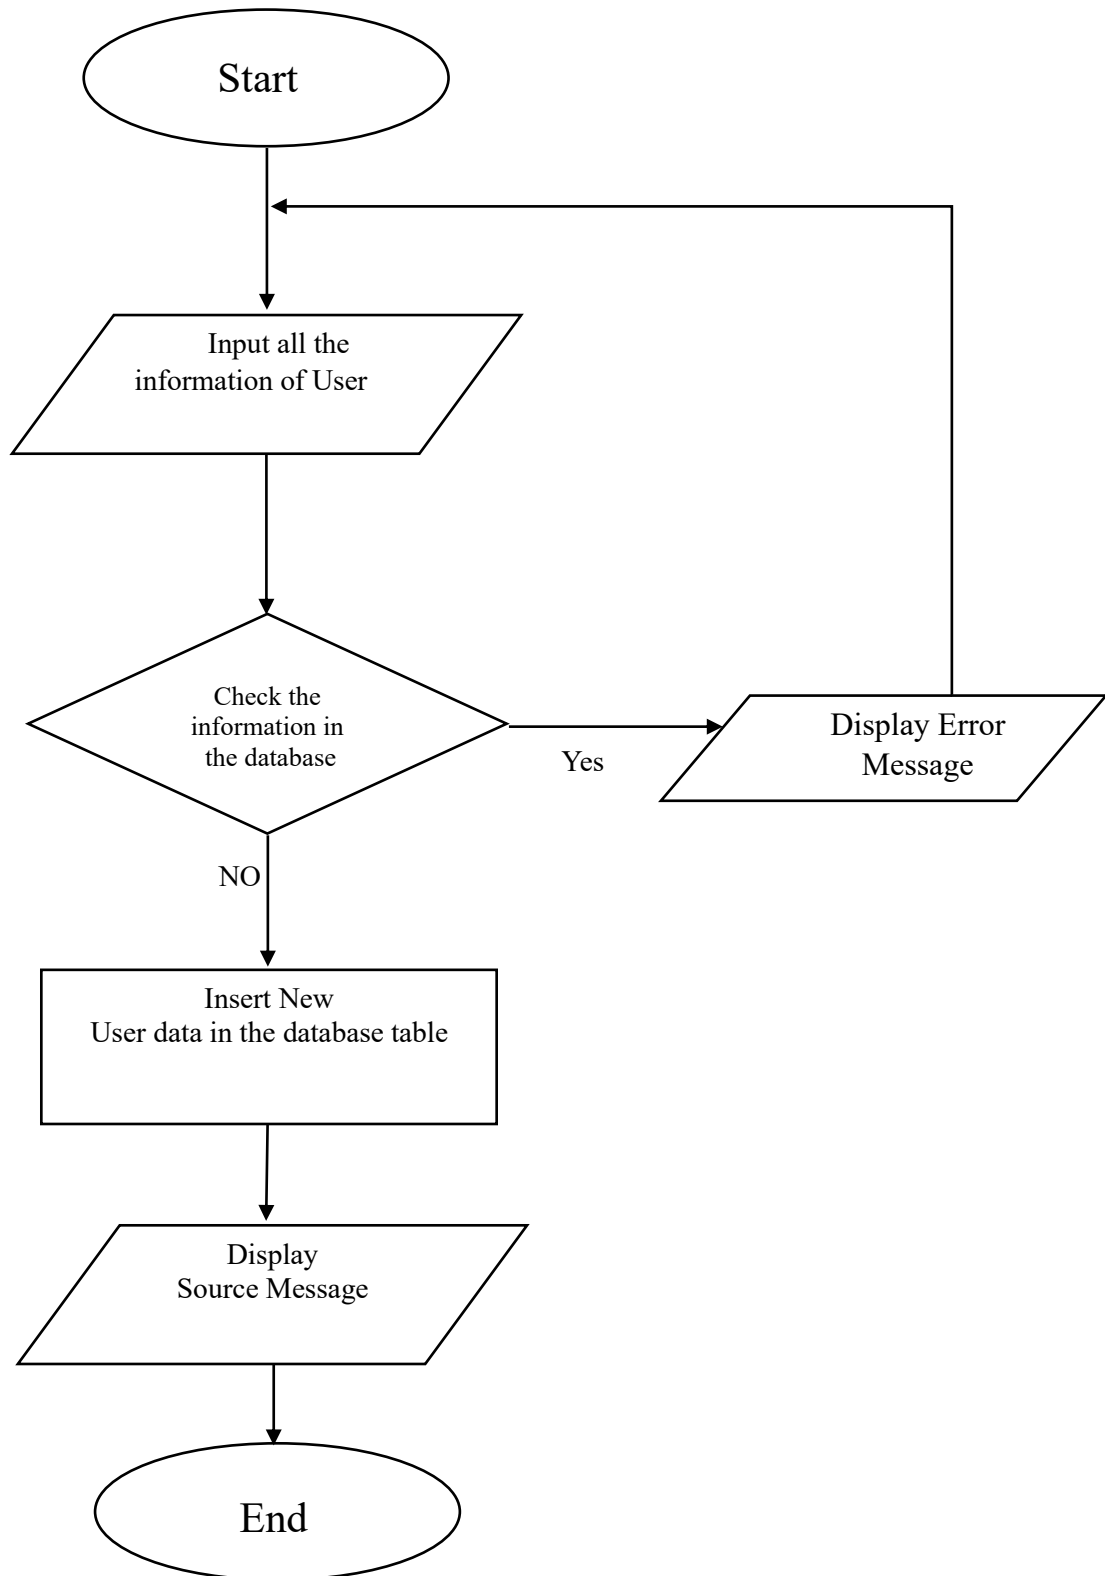 Start
Input all the
information of User
Check the
information in
the database
Yes
Display Error
Message
NO
Insert New
User data in the database table
Display
Source Message
End